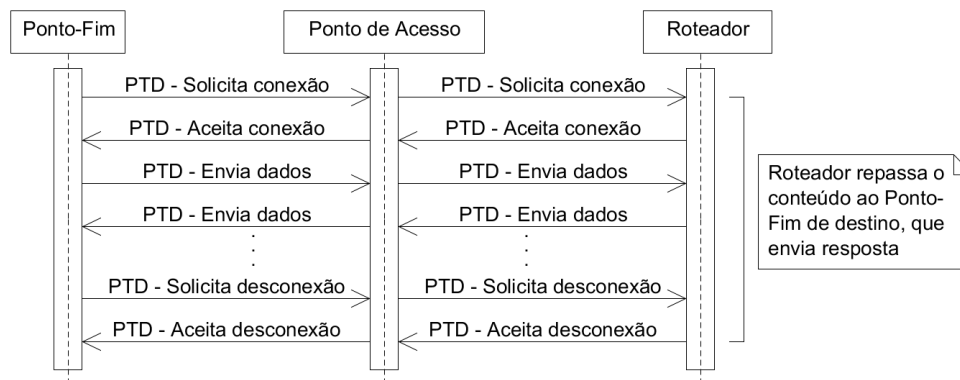 Ponto-Fim
Ponto de Acesso
Roteador
PTD - Solicita conexão
PTD - Solicita conexão
PTD - Aceita conexão
PTD - Aceita conexão
PTD - Envia dados
PTD - Envia dados
PTD - Envia dados
PTD - Envia dados
PTD - Solicita desconexão
PTD - Solicita desconexão
PTD - Aceita desconexão
PTD - Aceita desconexão
Roteador repassa o
conteúdo ao Ponto-
Fim de destino, que
envia resposta